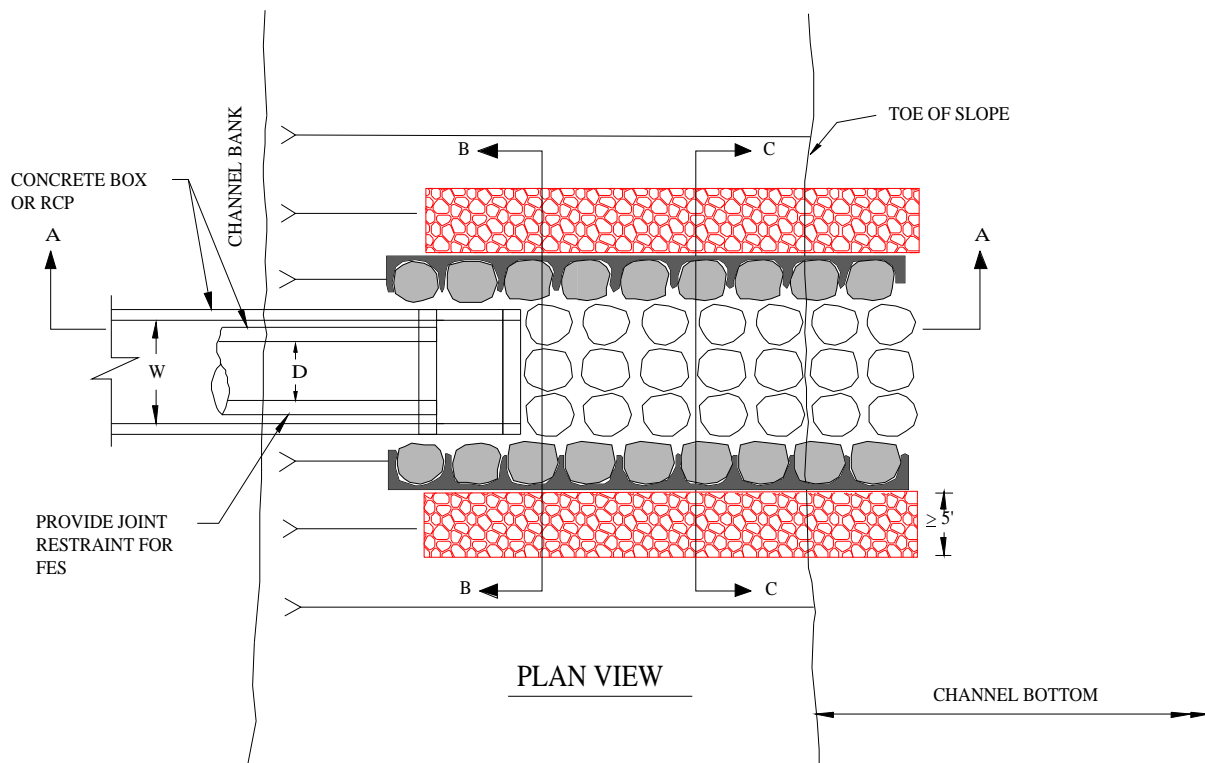 CHANNEL BANK
TOE OF SLOPE
B
C
CONCRETE BOX
OR RCP
A
A
W
D
PROVIDE JOINT
RESTRAINT FOR
FES
≥ 5'
B
C
PLAN VIEW
CHANNEL BOTTOM